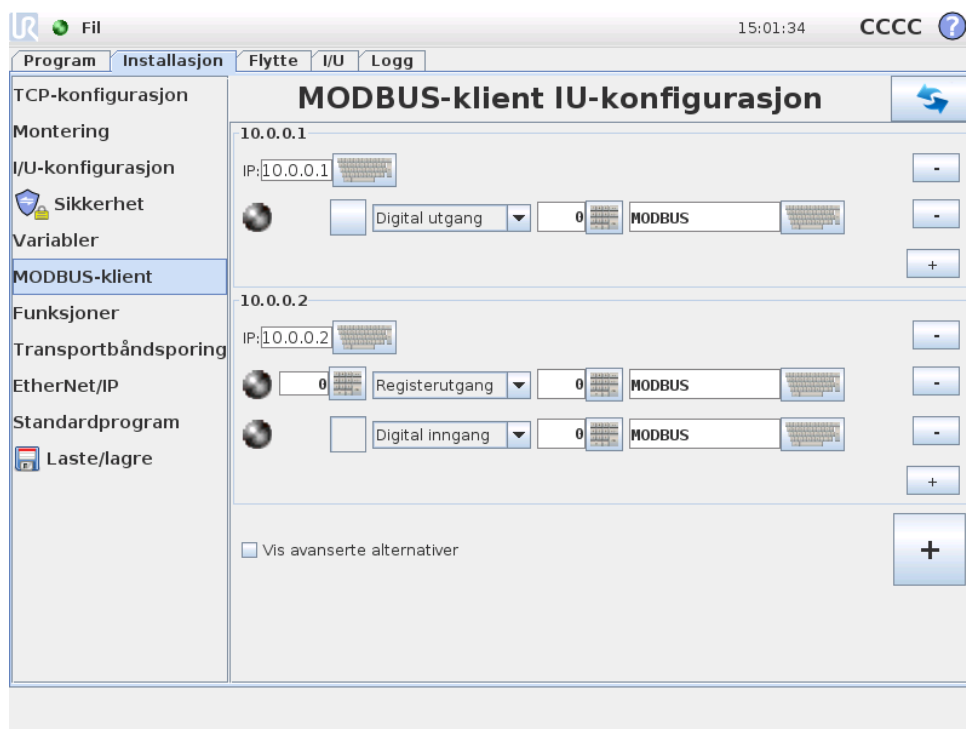 UR Fil 15:01:34 CCCC ?
Program Installasjon Flytte I/U Logg
TCP-konfigurasjon
Montering
I/U-konfigurasjon
Sikkerhet
Variabler
MODBUS-klient
Funksjoner
Transportbåndsporing
EtherNet/IP
Standardprogram
Laste/lagre
MODBUS-klient IU-konfigurasjon
10.0.0.1
IP: 10.0.0.1 -
Digital utgang 0 MODBUS -
+
10.0.0.2
IP: 10.0.0.2 -
0 Registerutgang 0 MODBUS -
Digital inngang 0 MODBUS -
+
Vis avanserte alternativer +